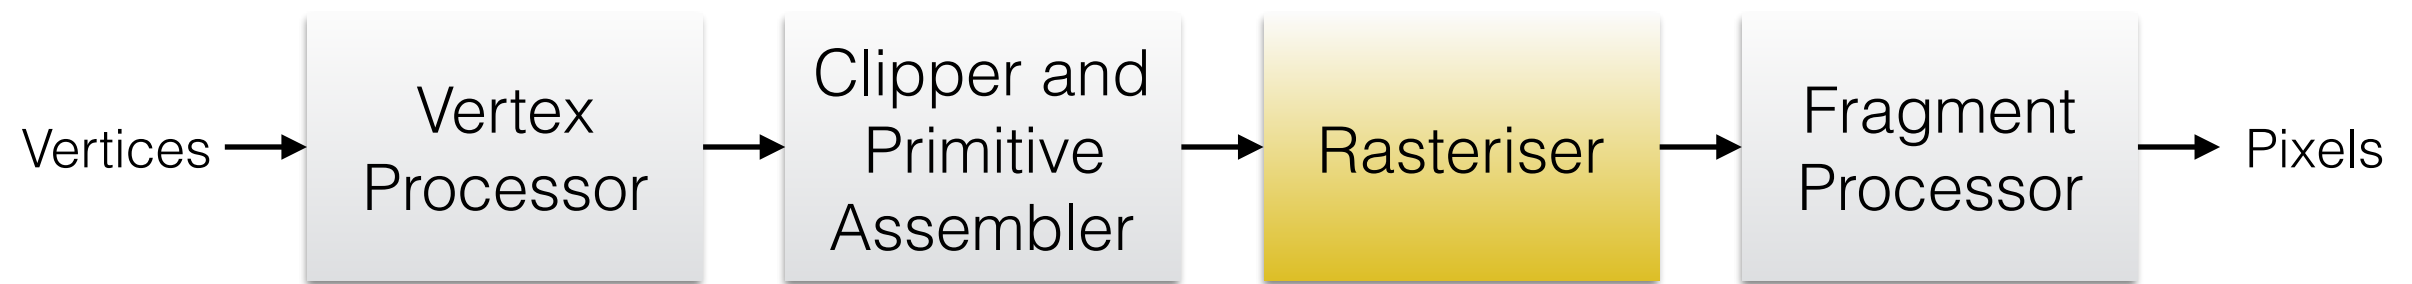 Vertices
Vertex
Processor
Clipper and
Primitive
Assembler
Rasteriser
Fragment
Processor
Pixels